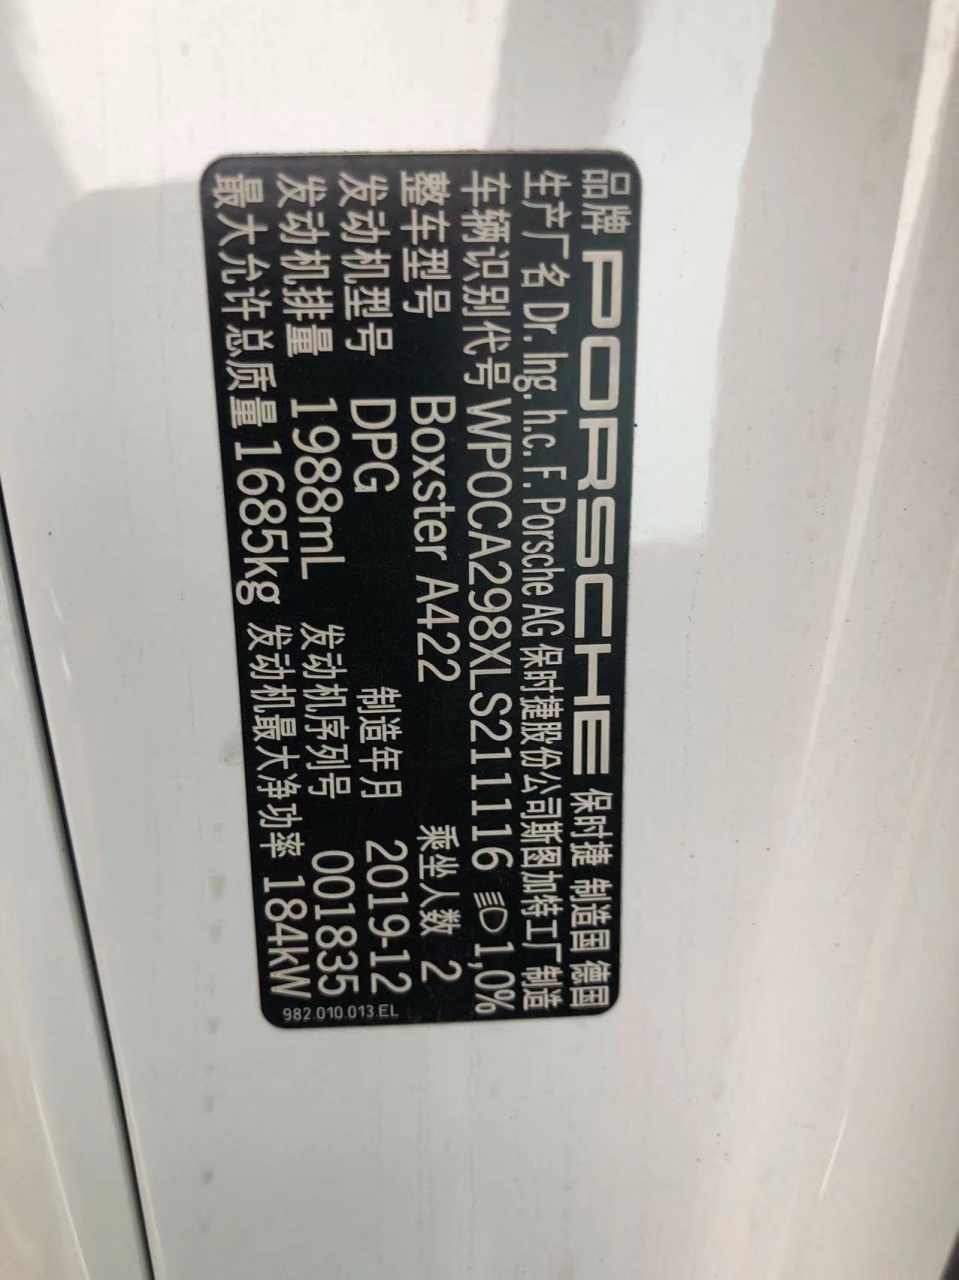 品牌 PORSCHE 保时捷 制造国 德国
生产厂名 Dr. Ing. h.c. F. Porsche AG 保时捷股份公司斯图加特工厂制造
车辆识别代号 WP0CA298XLS211116 1,0%
整车型号 Boxster A422 乘坐人数 2
发动机型号 DPG 制造年月 2019-12
发动机排量 1988mL 发动机序列号 001835
最大允许总质量 1685kg 发动机最大净功率 184kW
982.010.013.EL